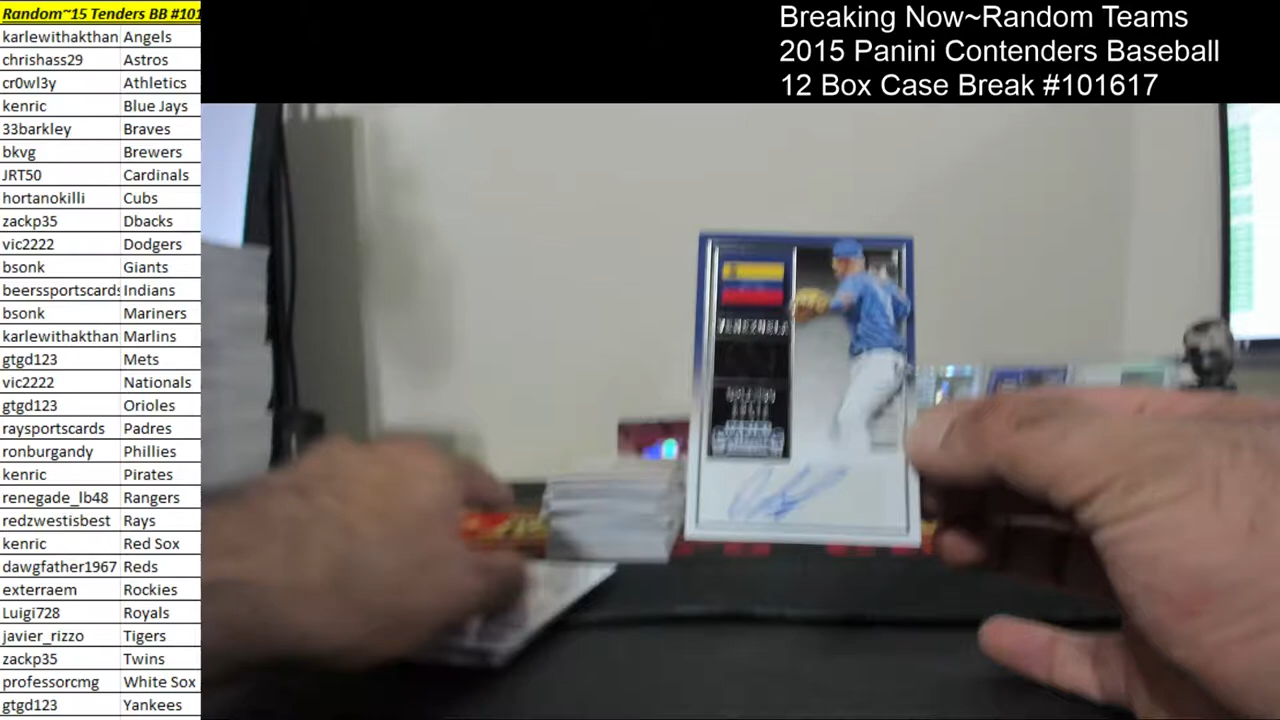 Random~15 Tenders BB #101
karlewithakthan Angels
chrishass29 Astros
cr0wl3y Athletics
kenric Blue Jays
33barkley Braves
bkvg Brewers
JRT50 Cardinals
hortanokilli Cubs
zackp35 Dbacks
vic2222 Dodgers
bsonk Giants
beerssportscards Indians
bsonk Mariners
karlewithakthan Marlins
gtgd123 Mets
vic2222 Nationals
gtgd123 Orioles
raysportscards Padres
ronburgandy Phillies
kenric Pirates
renegade_lb48 Rangers
redzwestisbest Rays
kenric Red Sox
dawgfather1967 Reds
exterraem Rockies
Luigi728 Royals
javier_rizzo Tigers
zackp35 Twins
professorcmg White Sox
gtgd123 Yankees
Breaking Now~Random Teams
2015 Panini Contenders Baseball
12 Box Case Break #101617